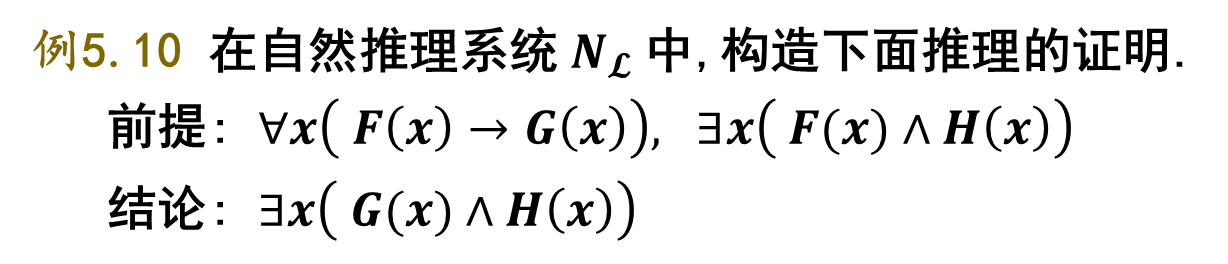 例5.10 在自然推理系统 N_ℒ 中,构造下面推理的证明.
前提: ∀x( F(x) → G(x)), ∃x( F(x) ∧ H(x))
结论: ∃x( G(x) ∧ H(x))